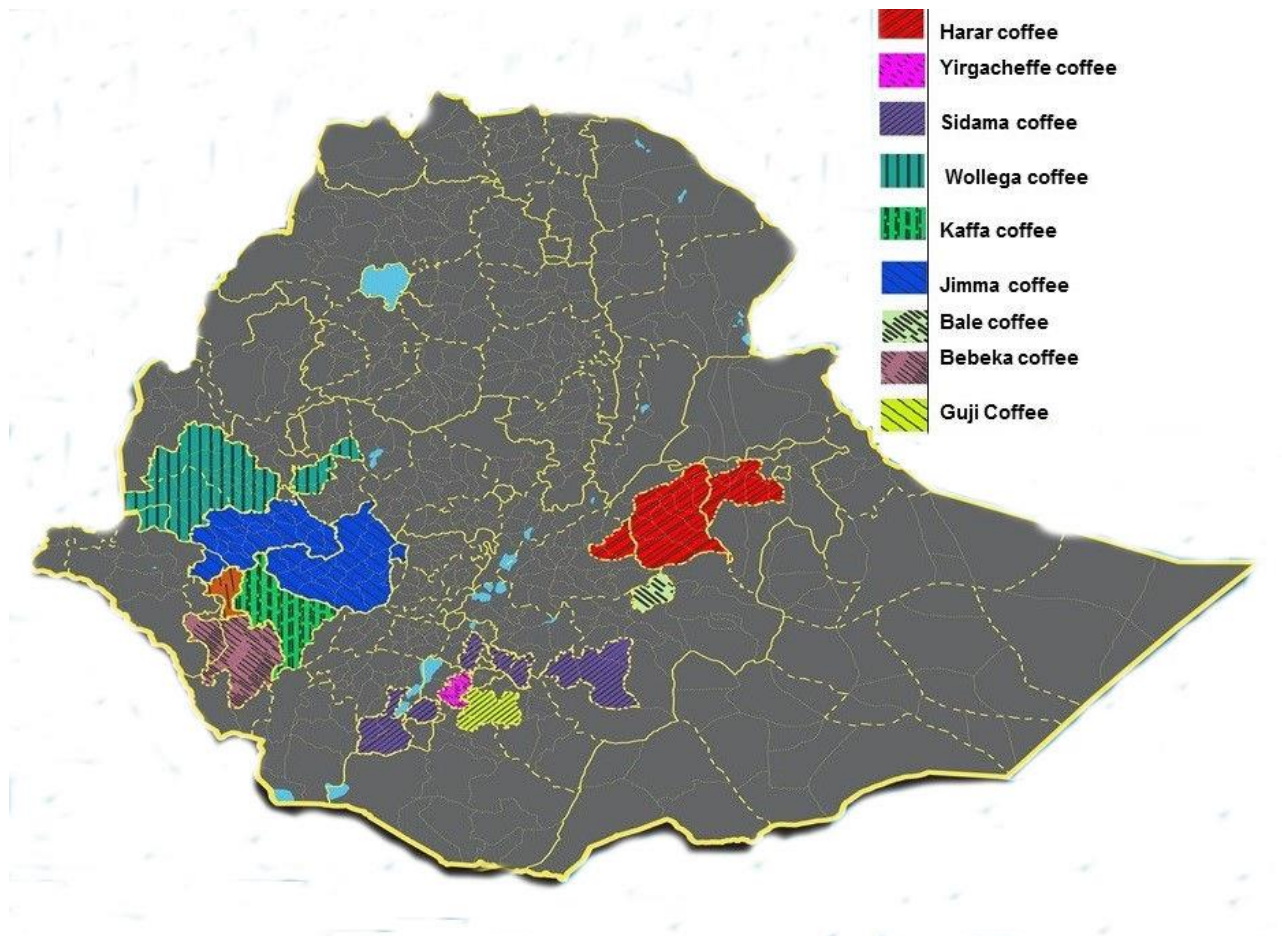 Harar coffee
Yirgacheffe coffee
Sidama coffee
Wollega coffee
Kaffa coffee
Jimma coffee
Bale coffee
Bebeka coffee
Guji Coffee